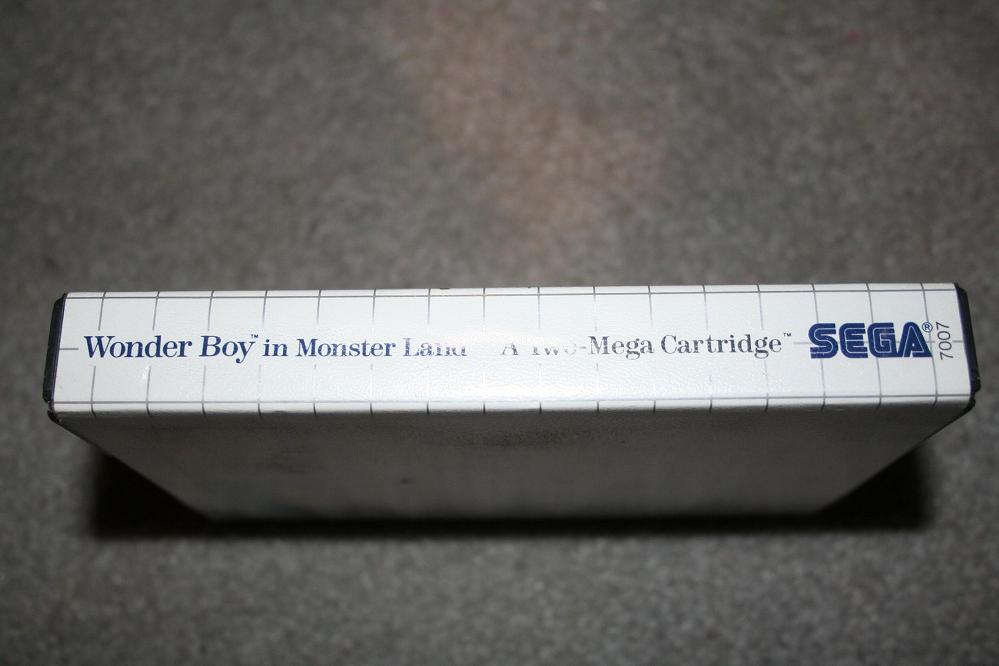 Wonder Boy™ in Monster Land A Two-Mega Cartridge™ SEGA®
7007